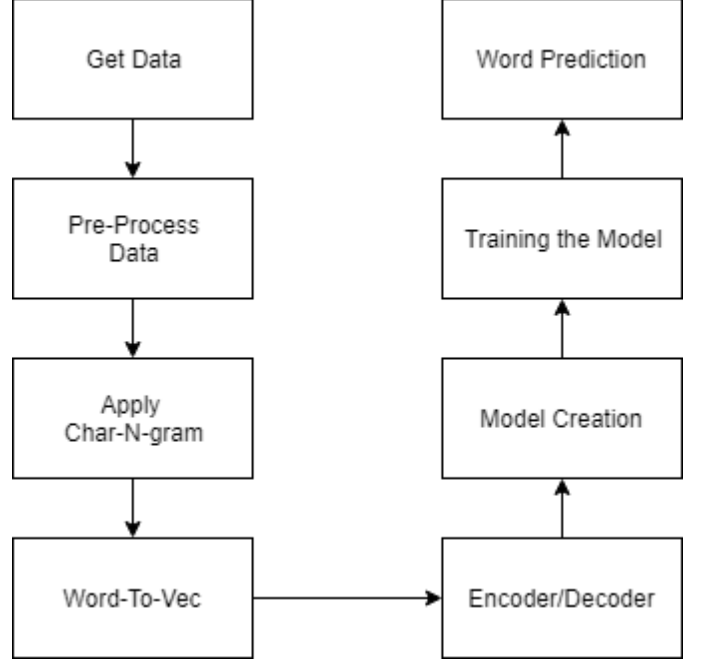 Get Data
Pre-Process
Data
Apply
Char-N-gram
Word-To-Vec
Encoder/Decoder
Model Creation
Training the Model
Word Prediction